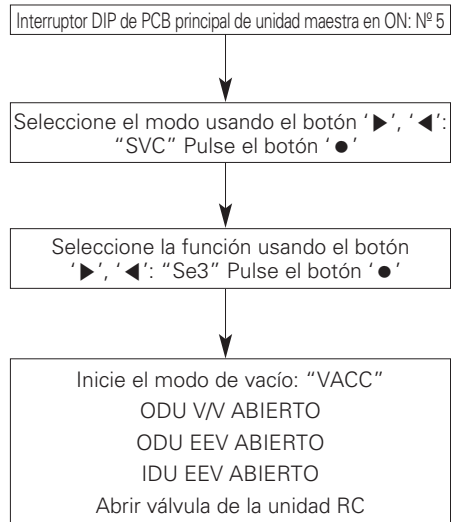 Interruptor DIP de PCB principal de unidad maestra en ON: Nº 5
Seleccione el modo usando el botón ‘▶’, ‘◀’:
“SVC” Pulse el botón ‘●’
Seleccione la función usando el botón
‘▶’, ‘◀’: “Se3” Pulse el botón ‘●’
Inicie el modo de vacío: “VACC”
ODU V/V ABIERTO
ODU EEV ABIERTO
IDU EEV ABIERTO
Abrir válvula de la unidad RC